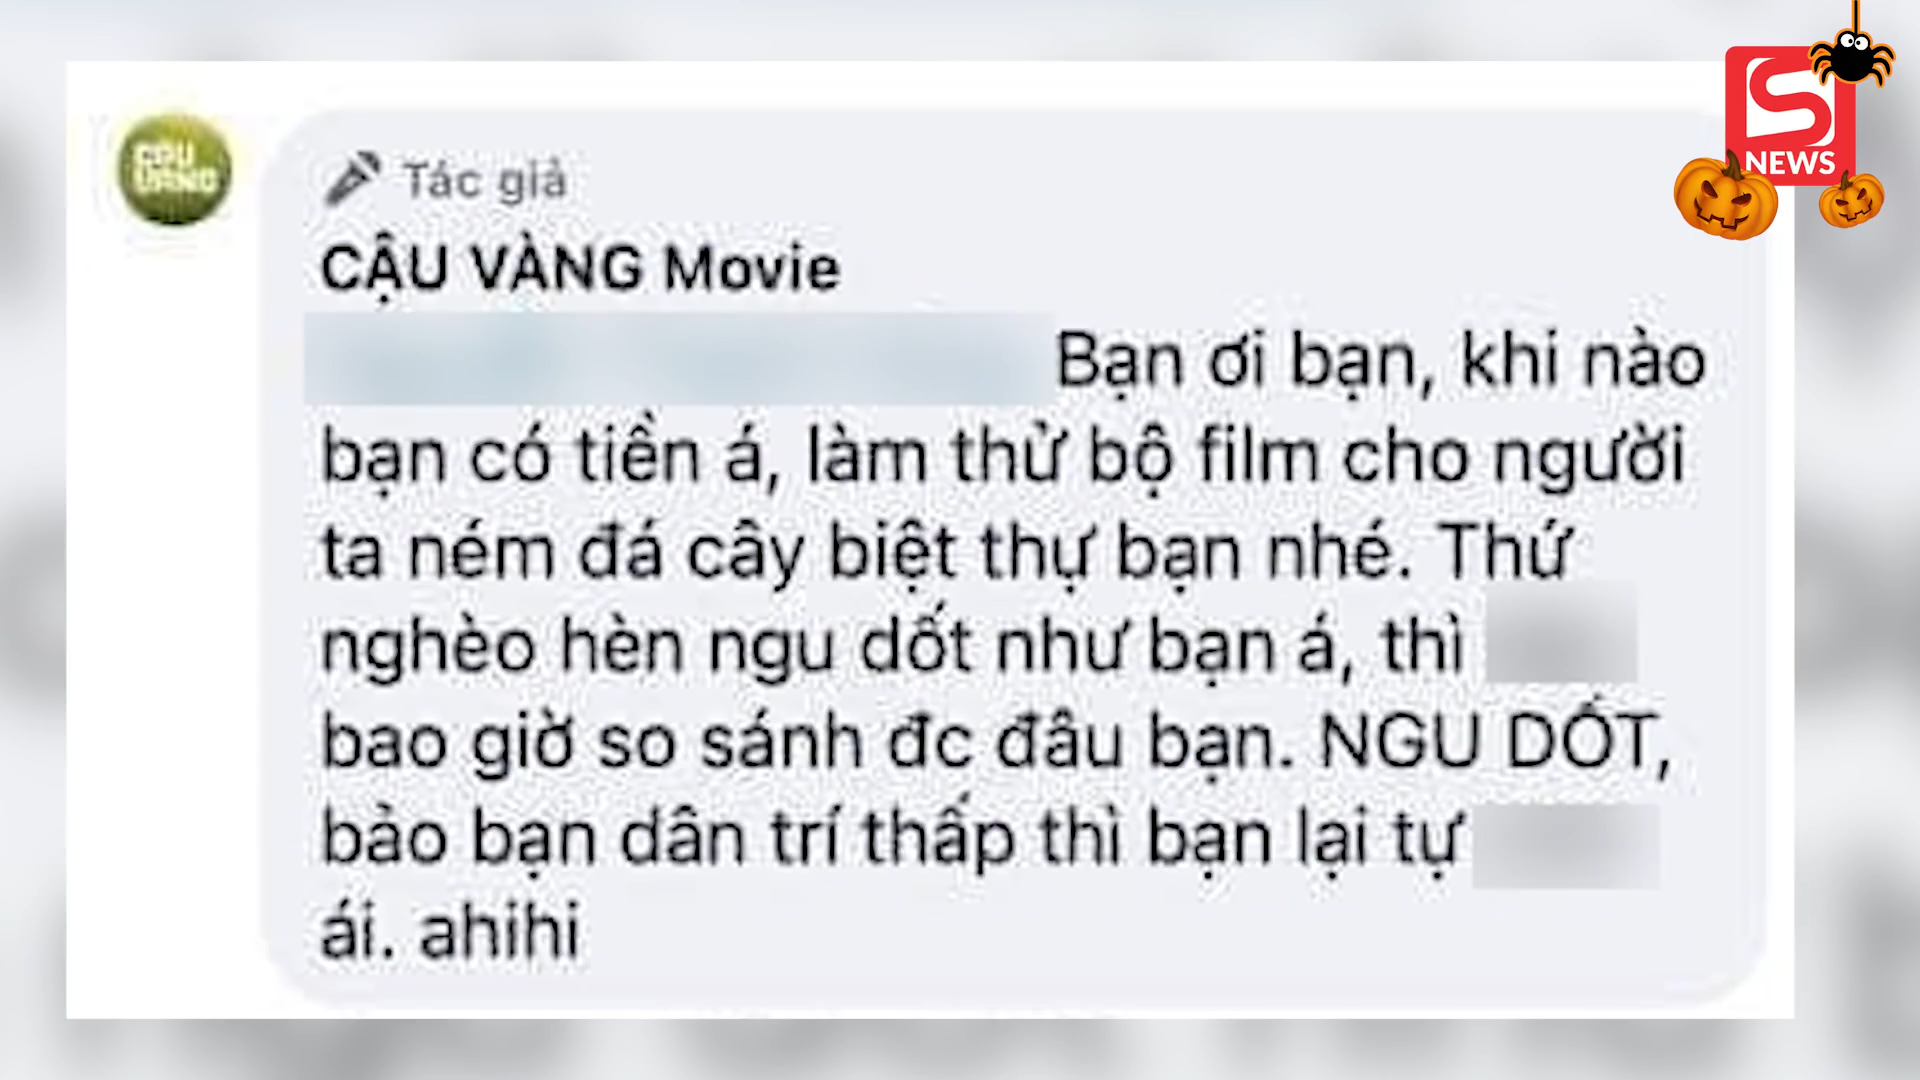 S
NEWS
CẬU
VÀNG
Tác giả
CẬU VÀNG Movie
Bạn ơi bạn, khi nào
bạn có tiền á, làm thử bộ film cho người
ta ném đá cây biệt thự bạn nhé. Thứ
nghèo hèn ngu dốt như bạn á, thì
bao giờ so sánh đc đâu bạn. NGU DỐT,
bảo bạn dân trí thấp thì bạn lại tự
ái. ahihi